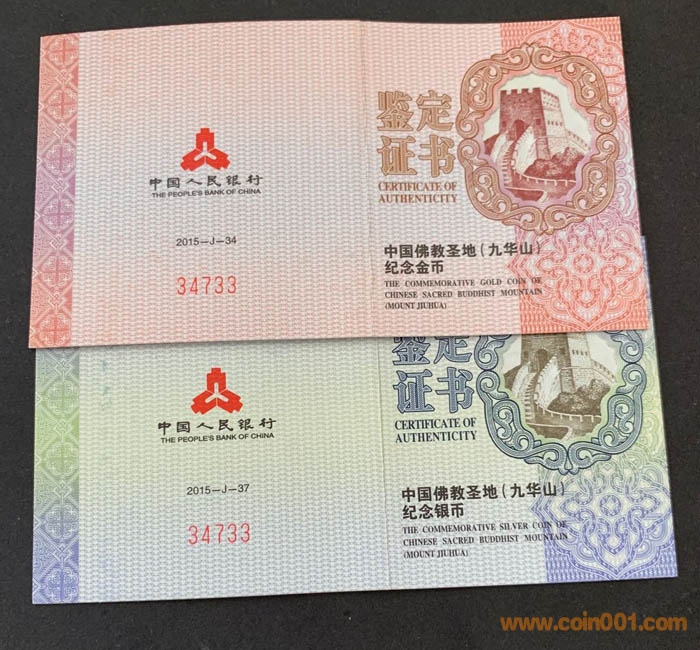 中国人民银行
THE PEOPLE'S BANK OF CHINA
2015-J-34
34733
鉴定
证书
CERTIFICATE OF
AUTHENTICITY
中国佛教圣地(九华山)
纪念金币
THE COMMEMORATIVE GOLD COIN OF
CHINESE SACRED BUDDHIST MOUNTAIN
(MOUNT JIUHUA)
中国人民银行
THE PEOPLE'S BANK OF CHINA
2015-J-37
34733
鉴定
证书
CERTIFICATE OF
AUTHENTICITY
中国佛教圣地(九华山)
纪念银币
THE COMMEMORATIVE SILVER COIN OF
CHINESE SACRED BUDDHIST MOUNTAIN
(MOUNT JIUHUA)
www.coin001.com